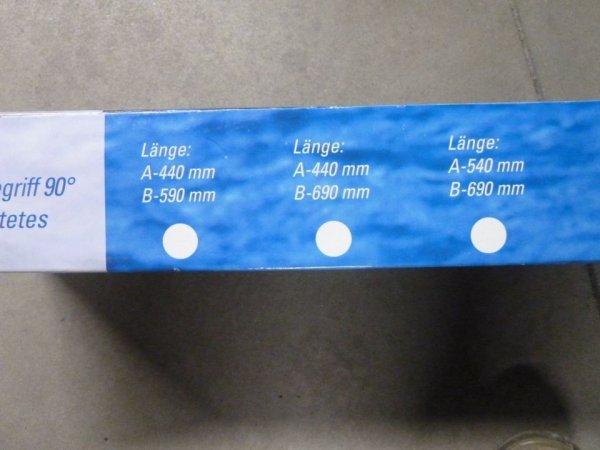 griff 90°
tetes
Länge:
A-440 mm
B-590 mm
Länge:
A-440 mm
B-690 mm
Länge:
A-540 mm
B-690 mm